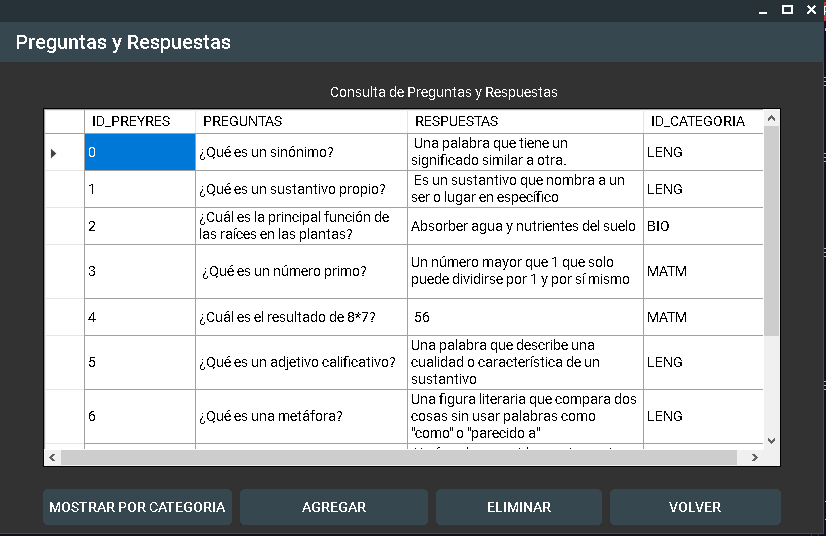 Preguntas y Respuestas
Consulta de Preguntas y Respuestas
ID_PREYRES PREGUNTAS RESPUESTAS ID_CATEGORIA
0 ¿Qué es un sinónimo? Una palabra que tiene un
significado similar a otra. LENG
1 ¿Qué es un sustantivo propio? Es un sustantivo que nombra a un
ser o lugar en específico LENG
2 ¿Cuál es la principal función de
las raíces en las plantas? Absorber agua y nutrientes del suelo BIO
3 ¿Qué es un número primo? Un número mayor que 1 que solo
puede dividirse por 1 y por sí mismo MATM
4 ¿Cuál es el resultado de 8*7? 56 MATM
5 ¿Qué es un adjetivo calificativo? Una palabra que describe una
cualidad o característica de un
sustantivo LENG
6 ¿Qué es una metáfora? Una figura literaria que compara dos
cosas sin usar palabras como
"como" o "parecido a" LENG
MOSTRAR POR CATEGORIA AGREGAR ELIMINAR VOLVER